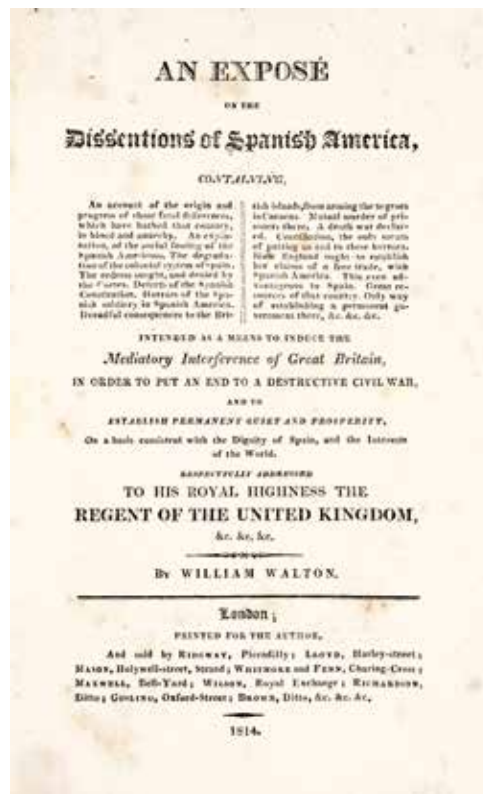 AN EXPOSÉ
ON THE
Dissentions of Spanish America,
CONTAINING,
An account of the origin and
progress of those fatal differences,
which have bathed that country,
in blood and anarchy. An expla-
nation, of the social footing of the
Spanish Americans. The degrada-
tion of the colonial system of Spain.
The redress sought, and denied by
the Cortes. Defects of the Spanish
Constitution. Horrors of the Spa-
nish soldiery in Spanish America.
Dreadful consequences to the Bri-
tish islands, from arming the negroes
in Caracas. Mutual murder of pri-
soners there. A death war declar-
ed. Conciliation, the only means
of putting an end to these horrors.
How England ought to establish
her claims of a free trade, with
Spanish America. This even ad-
vantageous to Spain. Great re-
sources of that country. Only way
of establishing a permanent go-
vernment there, &c. &c. &c.
INTENDED AS A MEANS TO INDUCE THE
Mediatory Interference of Great Britain,
IN ORDER TO PUT AN END TO A DESTRUCTIVE CIVIL WAR,
AND TO
ESTABLISH PERMANENT QUIET AND PROSPERITY,
On a basis consistent with the Dignity of Spain, and the Interests
of the World.
RESPECTFULLY ADDRESSED
TO HIS ROYAL HIGHNESS THE
REGENT OF THE UNITED KINGDOM,
&c. &c. &c.
BY WILLIAM WALTON.
London;
PRINTED FOR THE AUTHOR,
And sold by RIDGWAY, Piccadilly; LLOYD, Harley-street;
MASON, Holywell-street, Strand; WHITMORE and FENN, Charing-Cross;
MAXWELL, Bell-Yard; WILSON, Royal Exchange; RICHARDSON,
Ditto; GOSLING, Oxford-Street; BROWN, Ditto, &c. &c. &c.
1814.